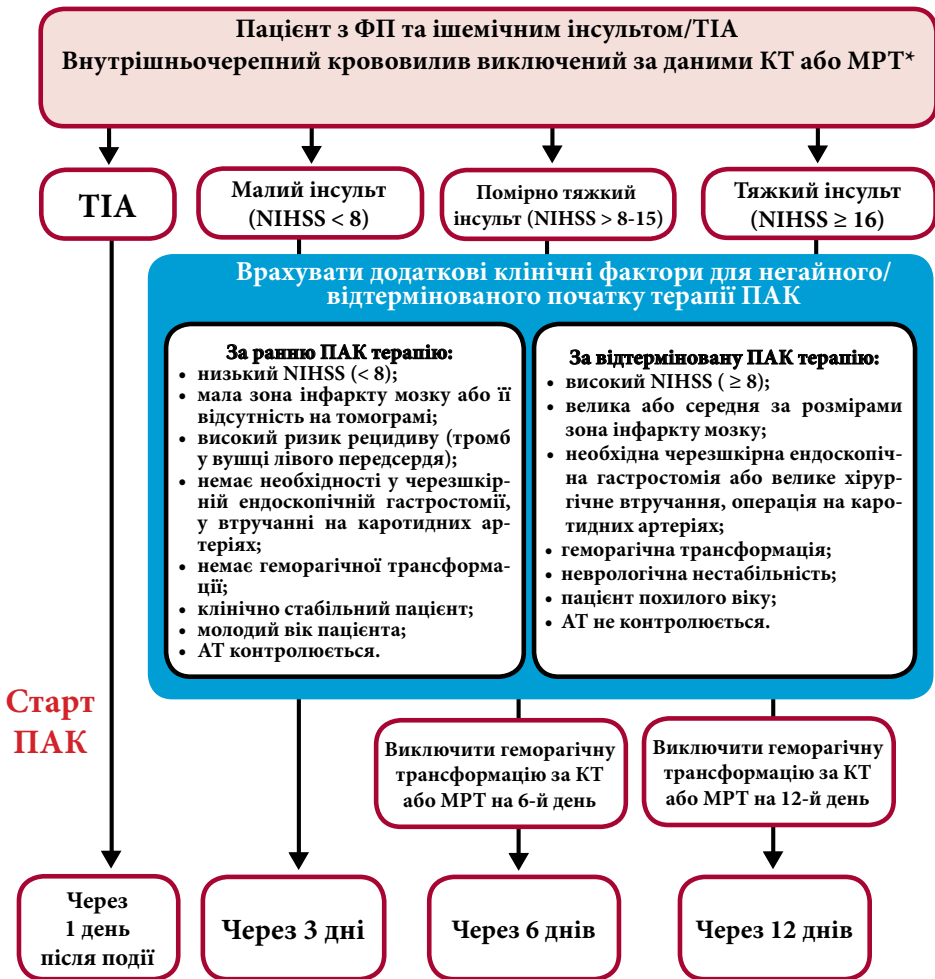 Пацієнт з ФП та ішемічним інсультом/ТІА
Внутрішньочерепний крововилив виключений за даними КТ або МРТ*
ТІА
Малий інсульт
(NIHSS < 8)
Помірно тяжкий
інсульт (NIHSS > 8-15)
Тяжкий інсульт
(NIHSS ≥ 16)
Врахувати додаткові клінічні фактори для негайного/
відтермінованого початку терапії ПАК
За ранню ПАК терапію:
• низький NIHSS (< 8);
• мала зона інфаркту мозку або її
відсутність на томограмі;
• високий ризик рецидиву (тромб
у вушці лівого передсердя);
• немає необхідності у черезшкір-
ній ендоскопічній гастростомії,
у втручанні на каротидних ар-
теріях;
• немає геморагічної трансформа-
ції;
• клінічно стабільний пацієнт;
• молодий вік пацієнта;
• АТ контролюється.
За відтерміновану ПАК терапію:
• високий NIHSS ( ≥ 8);
• велика або середня за розмірами
зона інфаркту мозку;
• необхідна черезшкірна ендоскопіч-
на гастростомія або велике хірур-
гічне втручання, операція на каро-
тидних артеріях;
• геморагічна трансформація;
• неврологічна нестабільність;
• пацієнт похилого віку;
• АТ не контролюється.
Старт
ПАК
Виключити геморагічну
трансформацію за КТ
або МРТ на 6-й день
Виключити геморагічну
трансформацію за КТ
або МРТ на 12-й день
Через
1 день
після події
Через 3 дні
Через 6 днів
Через 12 днів